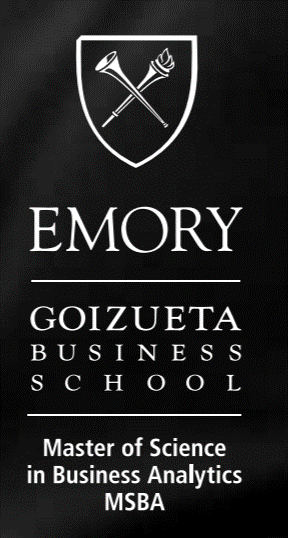 EMORY
GOIZUETA
BUSINESS
SCHOOL
Master of Science
in Business Analytics
MSBA